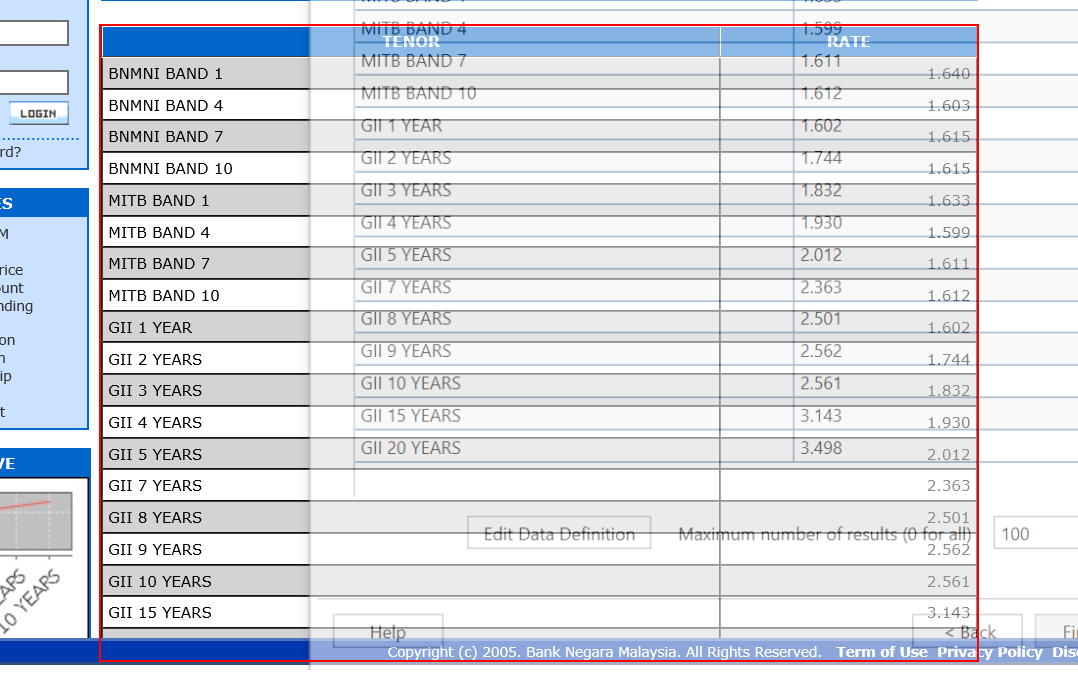 LOGIN
rd?
ES
M
rice
ount
nding
on
n
ip
t
VE
10 YEARS
TENOR RATE
BNMNI BAND 1 1.640
BNMNI BAND 4 1.603
BNMNI BAND 7 1.615
BNMNI BAND 10 1.615
MITB BAND 1 1.633
MITB BAND 4 1.599
MITB BAND 7 1.611
MITB BAND 10 1.612
GII 1 YEAR 1.602
GII 2 YEARS 1.744
GII 3 YEARS 1.832
GII 4 YEARS 1.930
GII 5 YEARS 2.012
GII 7 YEARS 2.363
GII 8 YEARS 2.501
GII 9 YEARS 2.562
GII 10 YEARS 2.561
GII 15 YEARS 3.143
MITB BAND 4 1.599
MITB BAND 7 1.611
MITB BAND 10 1.612
GII 1 YEAR 1.602
GII 2 YEARS 1.744
GII 3 YEARS 1.832
GII 4 YEARS 1.930
GII 5 YEARS 2.012
GII 7 YEARS 2.363
GII 8 YEARS 2.501
GII 9 YEARS 2.562
GII 10 YEARS 2.561
GII 15 YEARS 3.143
GII 20 YEARS 3.498
Edit Data Definition Maximum number of results (0 for all) 100
Help < Back Fi
Copyright (c) 2005. Bank Negara Malaysia. All Rights Reserved. Term of Use Privacy Policy Dis